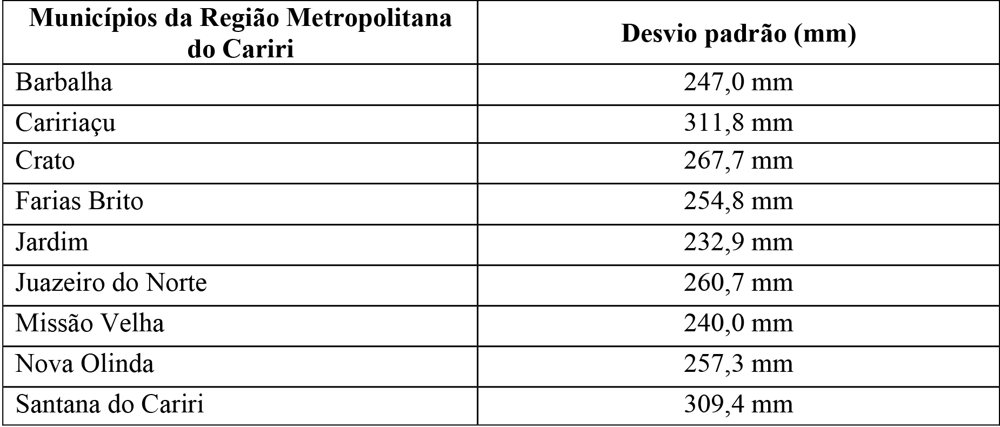 Municípios da Região Metropolitana
do Cariri
Desvio padrão (mm)
Barbalha
247,0 mm
Caririaçu
311,8 mm
Crato
267,7 mm
Farias Brito
254,8 mm
Jardim
232,9 mm
Juazeiro do Norte
260,7 mm
Missão Velha
240,0 mm
Nova Olinda
257,3 mm
Santana do Cariri
309,4 mm